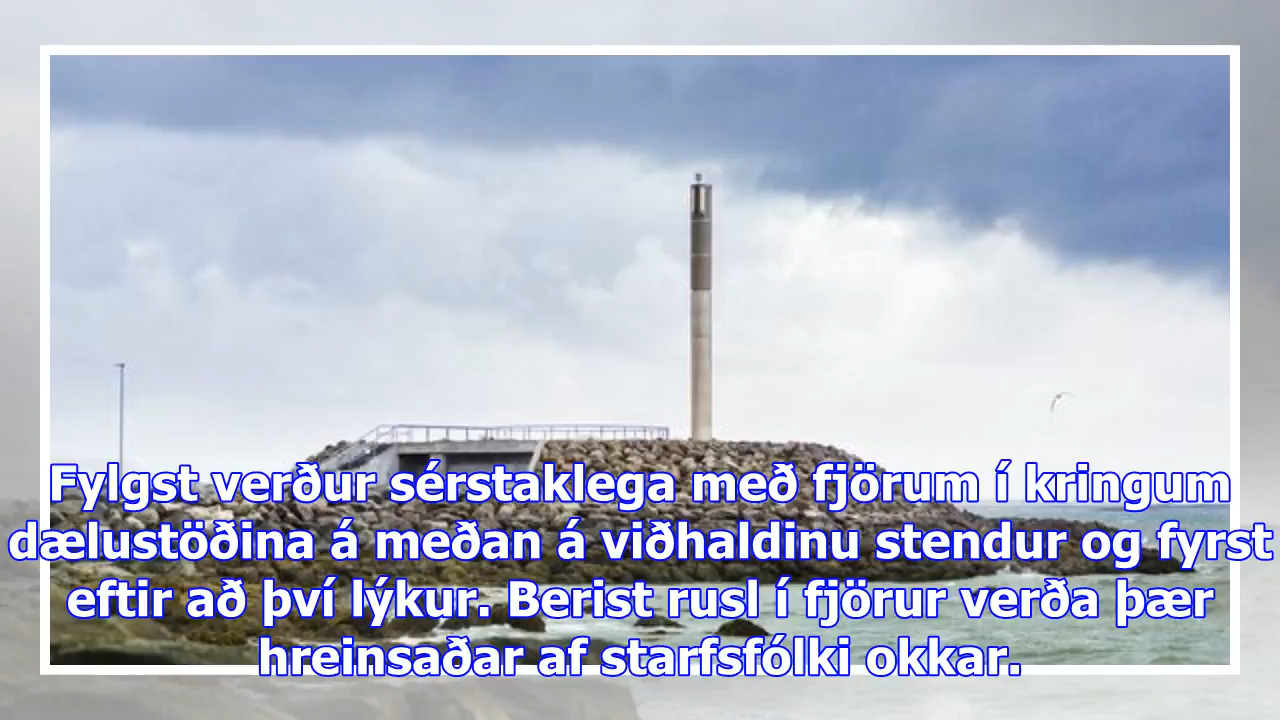 Fylgst verður sérstaklega með fjörum í kringum
dælustöðina á meðan á viðhaldinu stendur og fyrst
eftir að því lýkur. Berist rusl í fjörur verða þær
hreinsaðar af starfsfólki okkar.